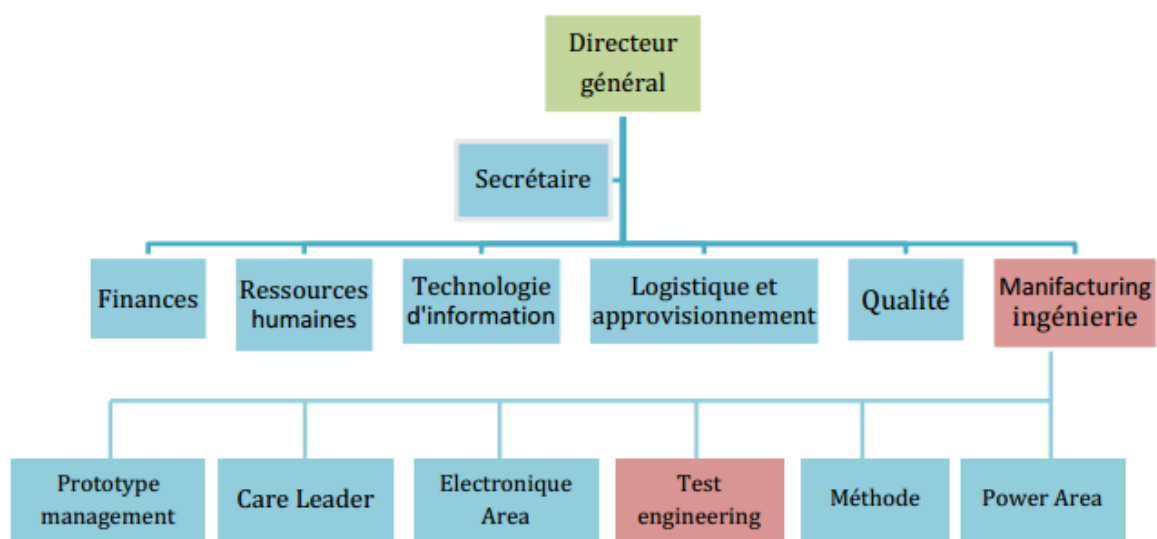 Directeur
général
Secrétaire
Finances
Ressources
humaines
Technologie
d'information
Logistique et
approvisionnement
Qualité
Manifacturing
ingénierie
Prototype
management
Care Leader
Electronique
Area
Test
engineering
Méthode
Power Area